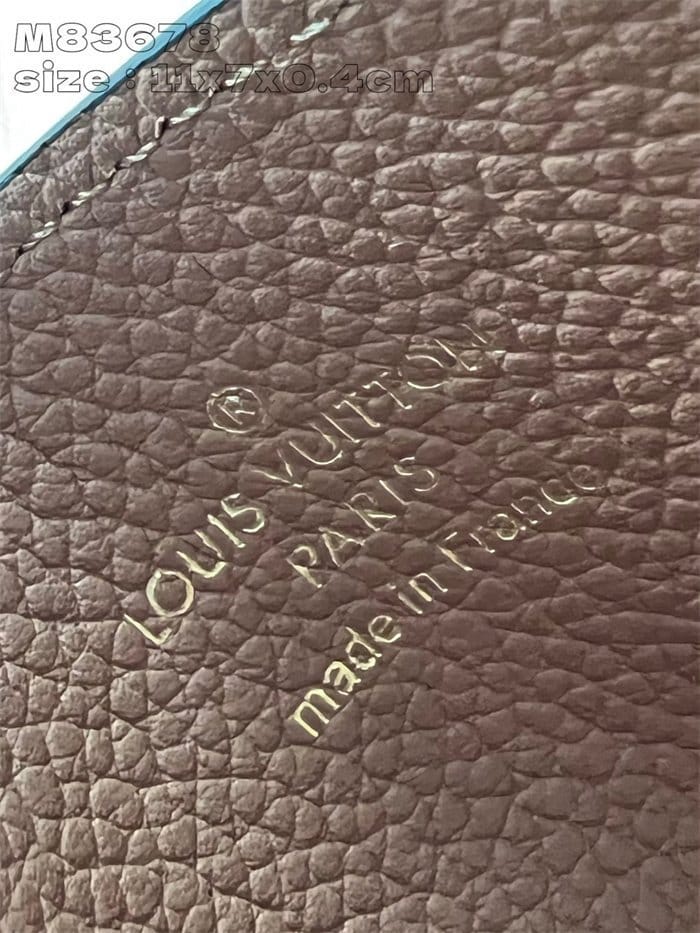 M83678
size : 11x7x0.4cm
®
LOUIS VUITTON
PARIS
made in France